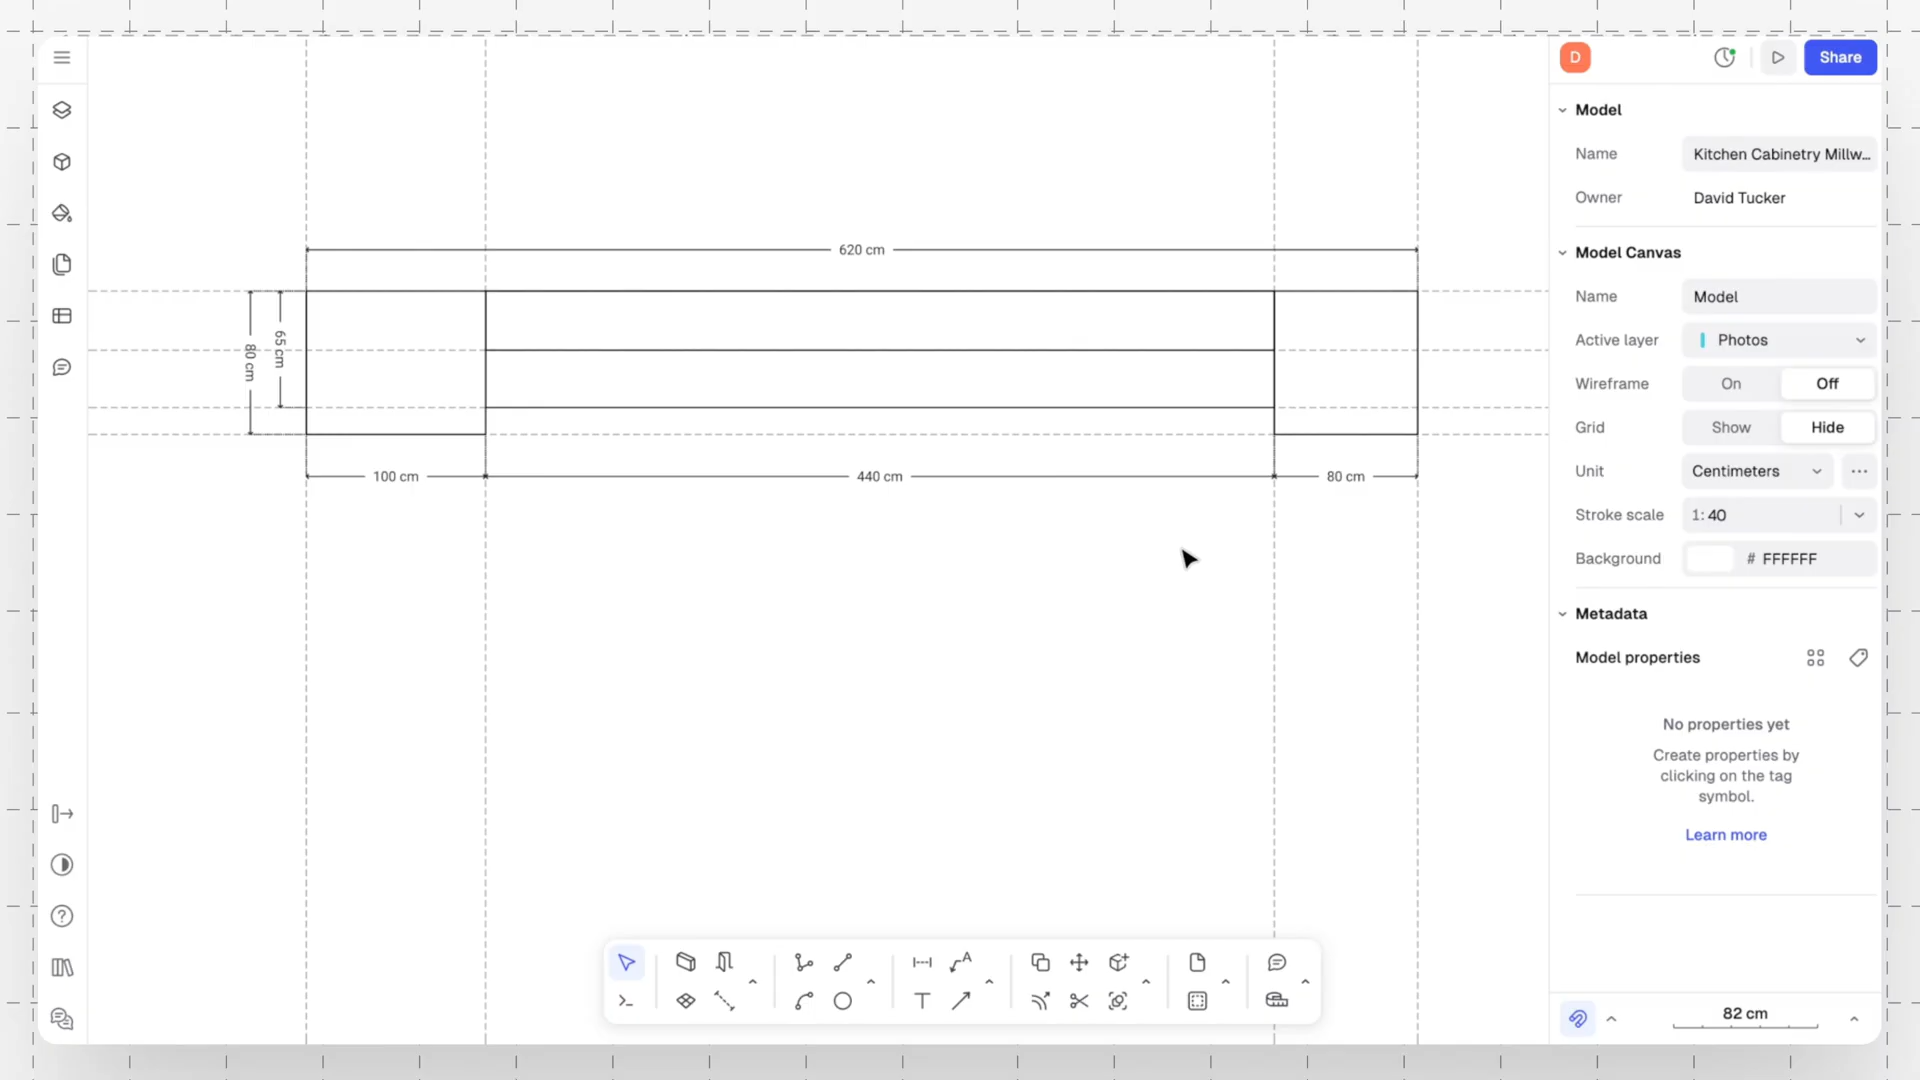 D
Share
Model
Name Kitchen Cabinetry Millw...
Owner David Tucker
Model Canvas
Name Model
Active layer Photos
Wireframe On Off
Grid Show Hide
Unit Centimeters
Stroke scale 1: 40
Background # FFFFFF
Metadata
Model properties
No properties yet
Create properties by
clicking on the tag
symbol.
Learn more
82 cm
620 cm
80 cm
65 cm
100 cm
440 cm
80 cm